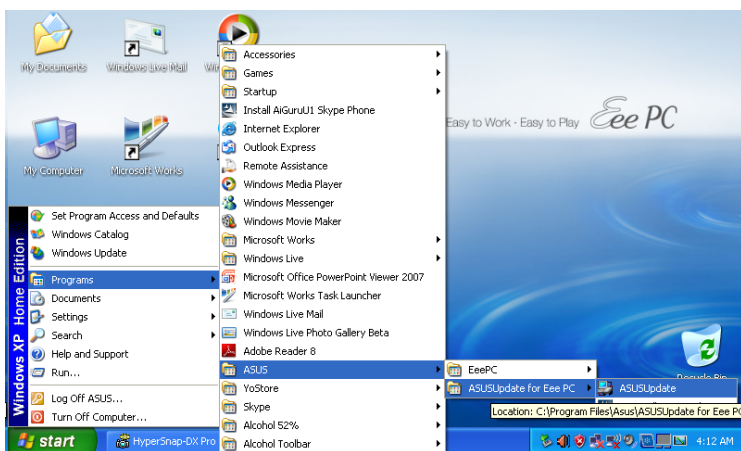 My Documents
Windows Live Mail
My Computer
Microsoft Works
Easy to Work - Easy to Play Eee PC
Recycle Bin
Windows XP Home Edition
Set Program Access and Defaults
Windows Catalog
Windows Update
Programs
Documents
Settings
Search
Help and Support
Run...
Log Off ASUS...
Turn Off Computer...
Accessories
Games
Startup
Install AiGuruU1 Skype Phone
Internet Explorer
Outlook Express
Remote Assistance
Windows Media Player
Windows Messenger
Windows Movie Maker
Microsoft Works
Windows Live
Microsoft Office PowerPoint Viewer 2007
Microsoft Works Task Launcher
Windows Live Mail
Windows Live Photo Gallery Beta
Adobe Reader 8
ASUS
YoStore
Skype
Alcohol 52%
Alcohol Toolbar
EeePC
ASUSUpdate for Eee PC
ASUSUpdate
Location: C:\Program Files\Asus\ASUSUpdate for Eee PC
start
HyperSnap-DX Pro
4:12 AM